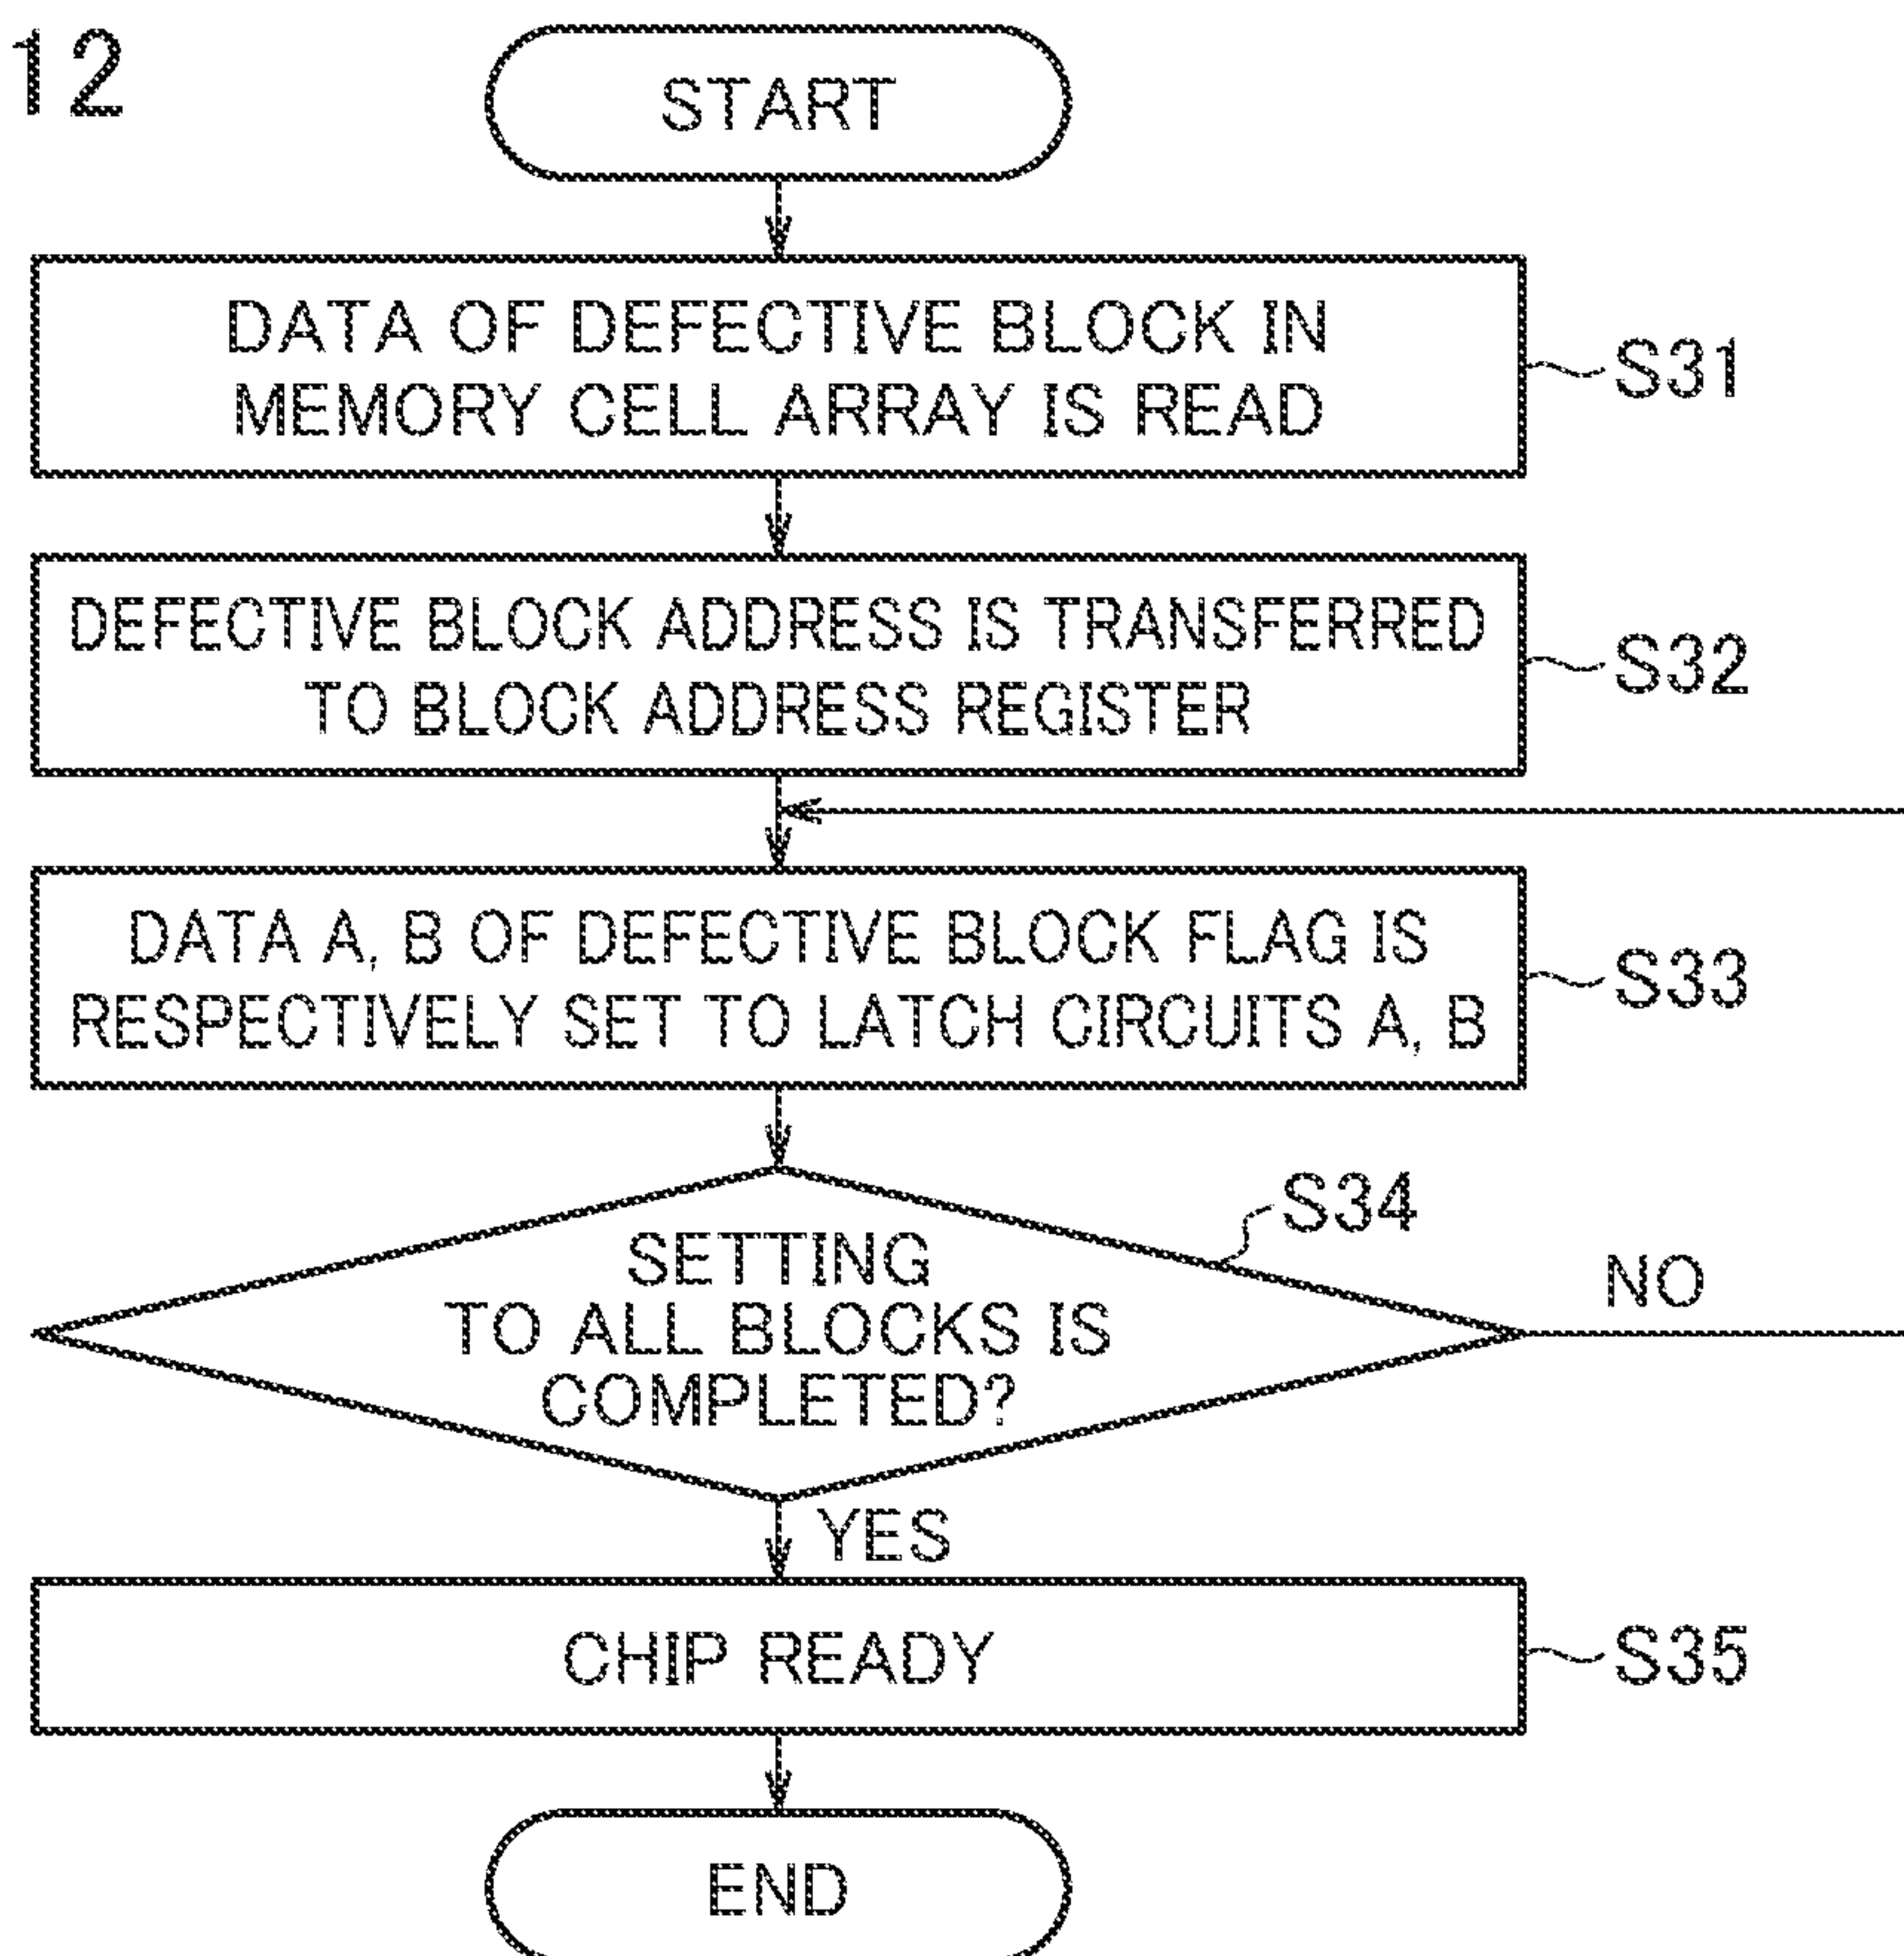 12
START
DATA OF DEFECTIVE BLOCK IN
MEMORY CELL ARRAY IS READ
S31
DEFECTIVE BLOCK ADDRESS IS TRANSFERRED
TO BLOCK ADDRESS REGISTER
S32
DATA A, B OF DEFECTIVE BLOCK FLAG IS
RESPECTIVELY SET TO LATCH CIRCUITS A, B
S33
S34
SETTING
TO ALL BLOCKS IS
COMPLETED?
NO
YES
CHIP READY
S35
END